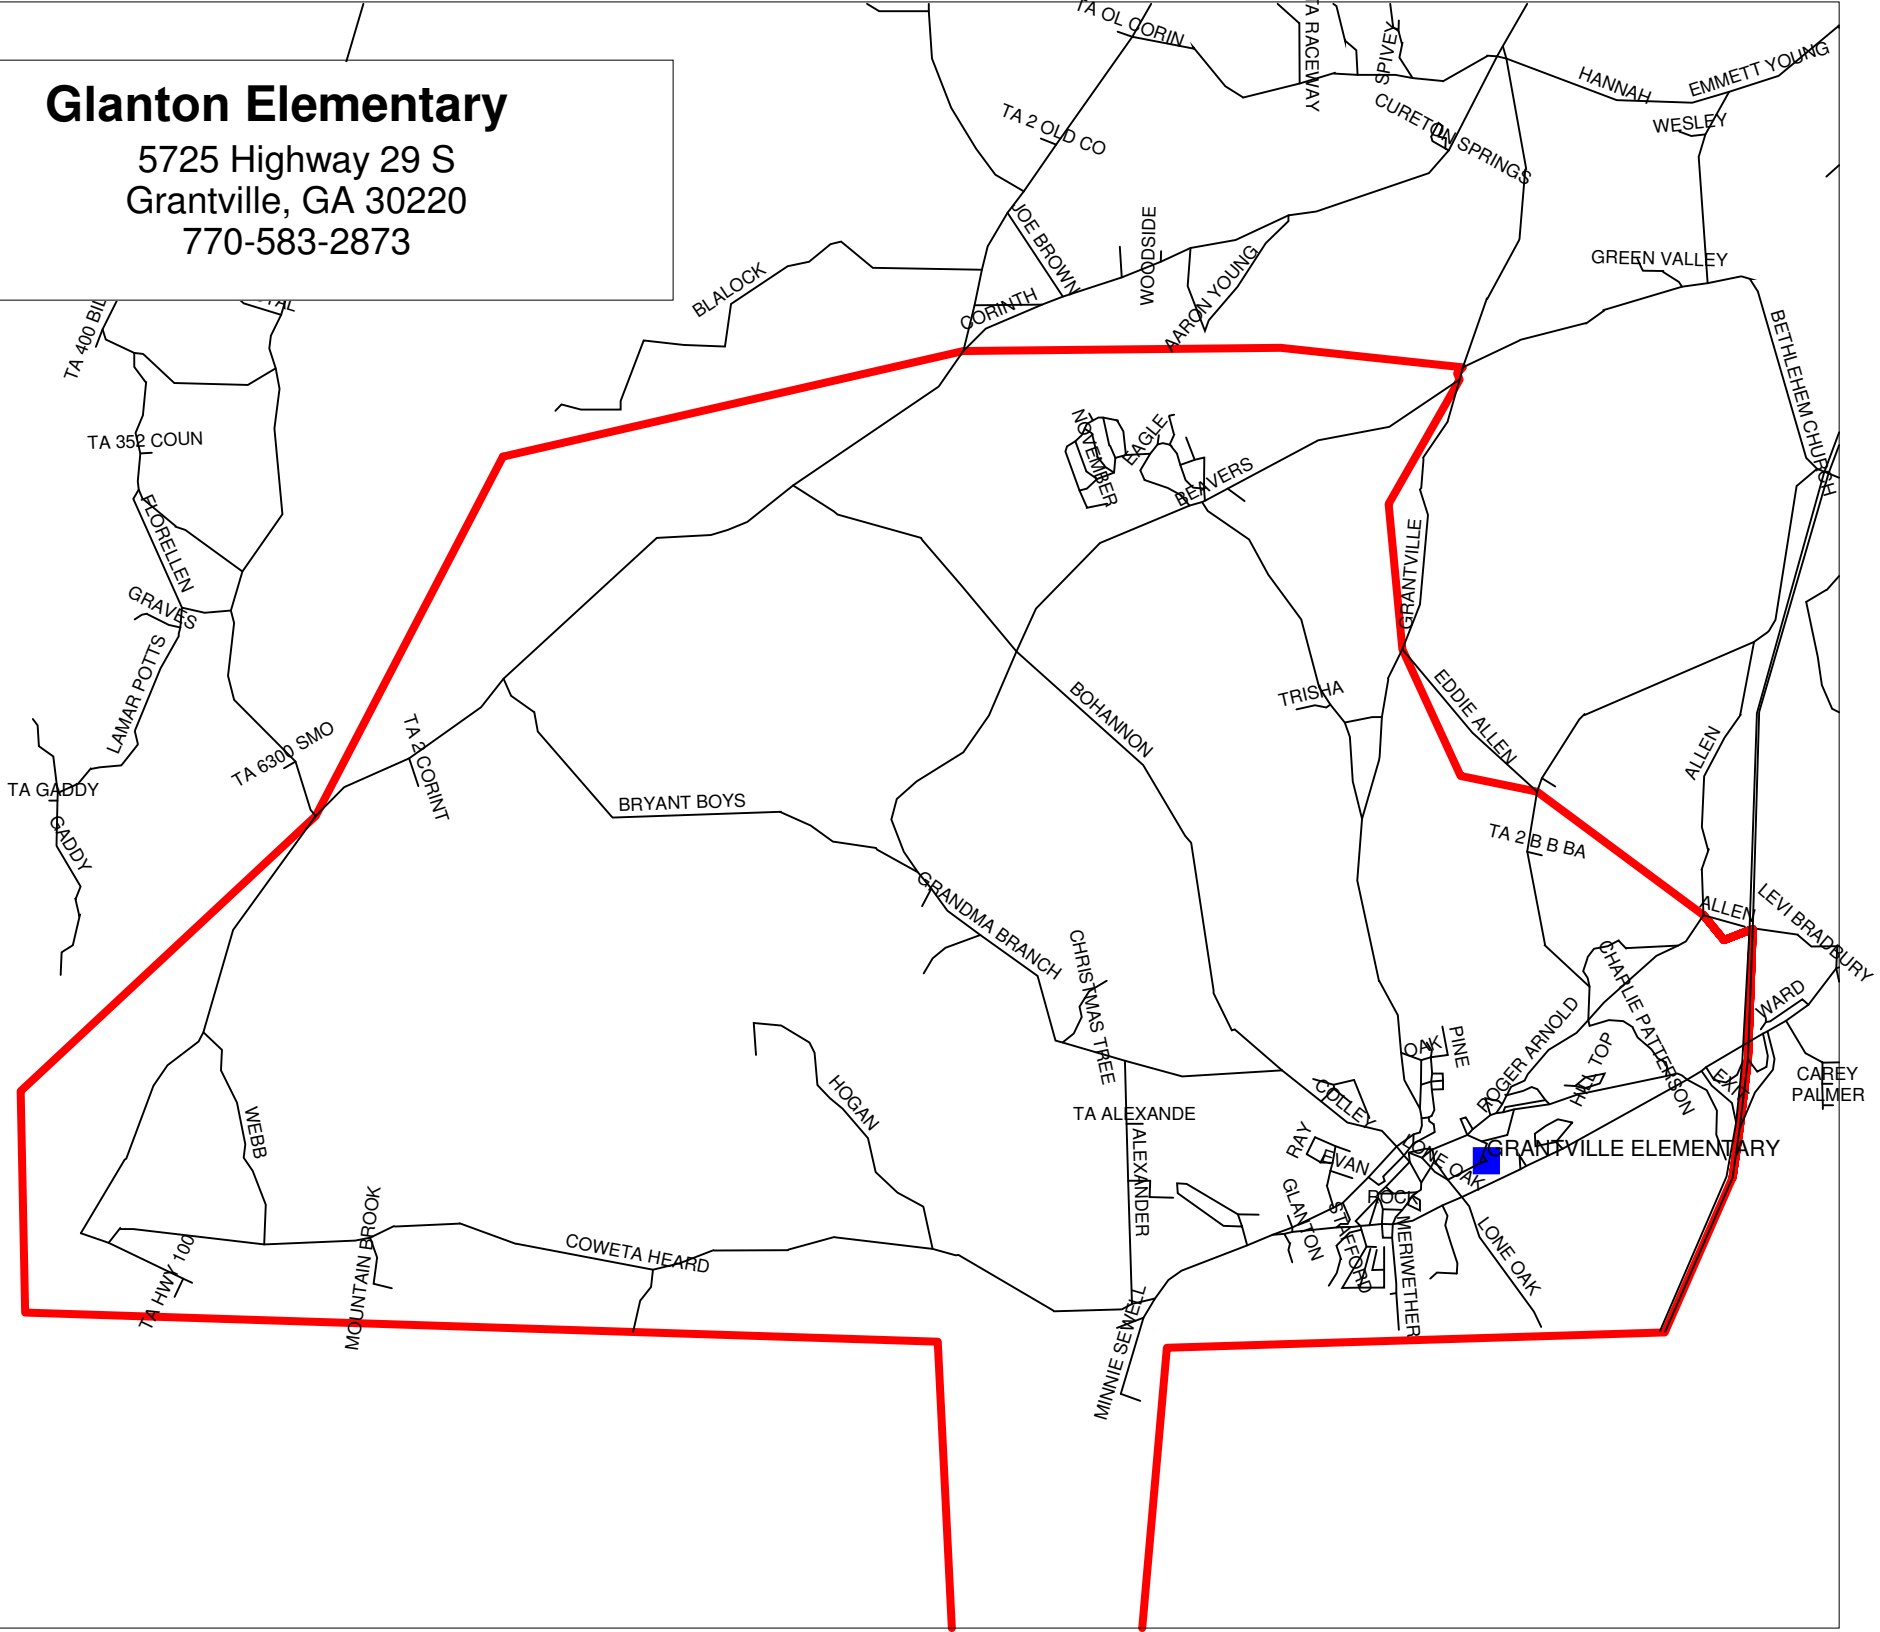 Glanton Elementary
5725 Highway 29 S
Grantville, GA 30220
770-583-2873
TA OL CORIN
TA RACEWAY
SPIVEY
HANNAH
EMMETT YOUNG
WESLEY
CURETON SPRINGS
TA 2 OLD CO
JOE BROWN
WOODSIDE
AARON YOUNG
GREEN VALLEY
BLALOCK
CORINTH
BETHLEHEM CHURCH
TA 400 BIL
TA 352 COUN
FLORELLEN
GRAVES
LAMAR POTTS
TA GADDY
GADDY
TA 6300 SMO
TA 2 CORINT
NOVEMBER
EAGLE
BEAVERS
GRANTVILLE
TRISHA
BOHANNON
EDDIE ALLEN
ALLEN
BRYANT BOYS
TA 2 B B BA
GRANDMA BRANCH
CHRISTMAS TREE
ALLEN
LEVI BRADBURY
CHARLIE PATTERSON
WARD
ROGER ARNOLD
HILL TOP
EXIT
CAREY
PALMER
OAK
PINE
COLLEY
HOGAN
WEBB
TA ALEXANDE
ALEXANDER
RAY
EVAN
LONE OAK
GRANTVILLE ELEMENTARY
ROCK
GLANTON
STAFFORD
MERIWETHER
LONE OAK
COWETA HEARD
MOUNTAIN BROOK
TA HWY 100
MINNIE SEWELL